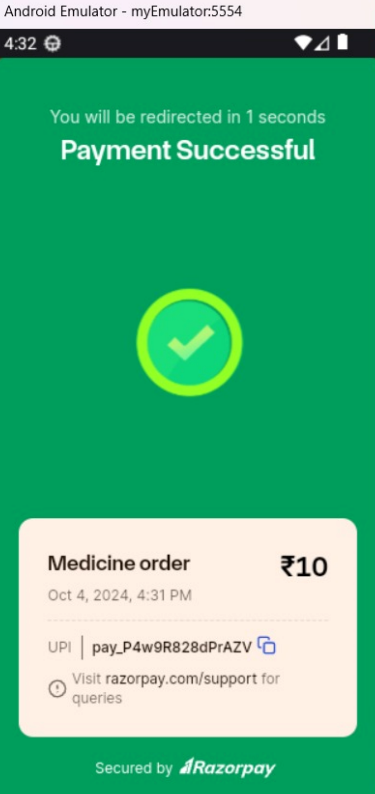 Android Emulator - myEmulator:5554
4:32
You will be redirected in 1 seconds
Payment Successful
Medicine order
₹10
Oct 4, 2024, 4:31 PM
UPI | pay_P4w9R828dPrAZV
Visit razorpay.com/support for
queries
Secured by Razorpay